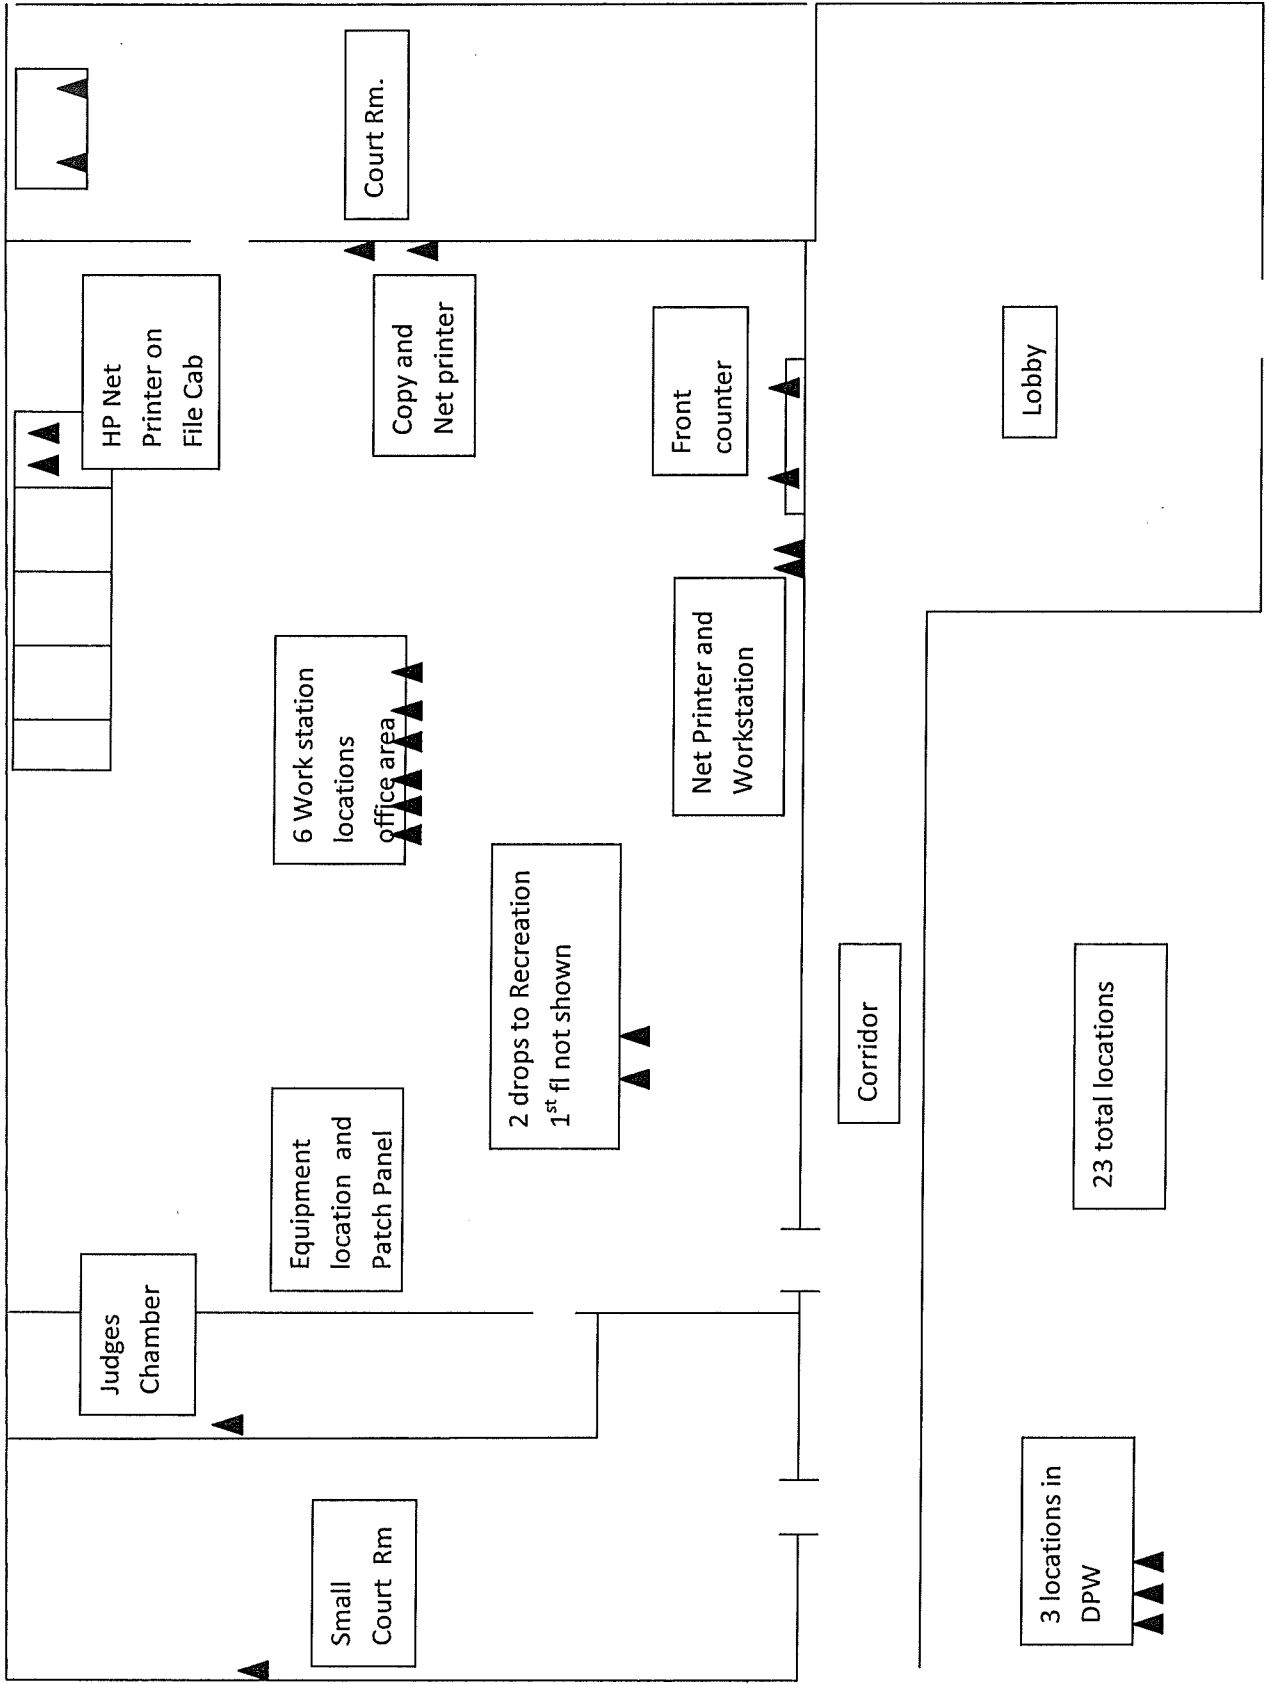 Small
Court Rm
Judges
Chamber
Equipment
location and
Patch Panel
2 drops to Recreation
1st fl not shown
6 Work station
locations
office area
HP Net
Printer on
File Cab
Copy and
Net printer
Court Rm.
Net Printer and
Workstation
Front
counter
3 locations in
DPW
Corridor
23 total locations
Lobby